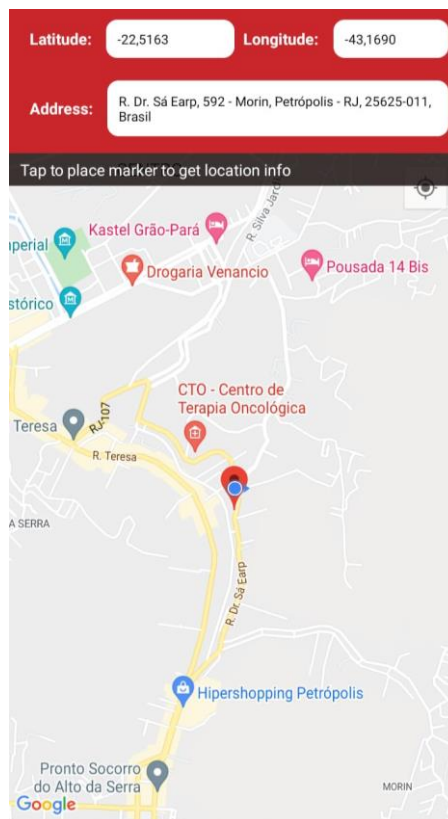 Latitude:
-22,5163
Longitude:
-43,1690
Address:
R. Dr. Sá Earp, 592 - Morin, Petrópolis - RJ, 25625-011,
Brasil
Tap to place marker to get location info
Kastel Grão-Pará
R. Silva Jardi
perial
Drogaria Venancio
Pousada 14 Bis
stórico
CTO - Centro de
Terapia Oncológica
Teresa
RJ-107
R. Teresa
A SERRA
R. Dr. Sá Earp
Hipershopping Petrópolis
Pronto Socorro
do Alto da Serra
MORIN
Google